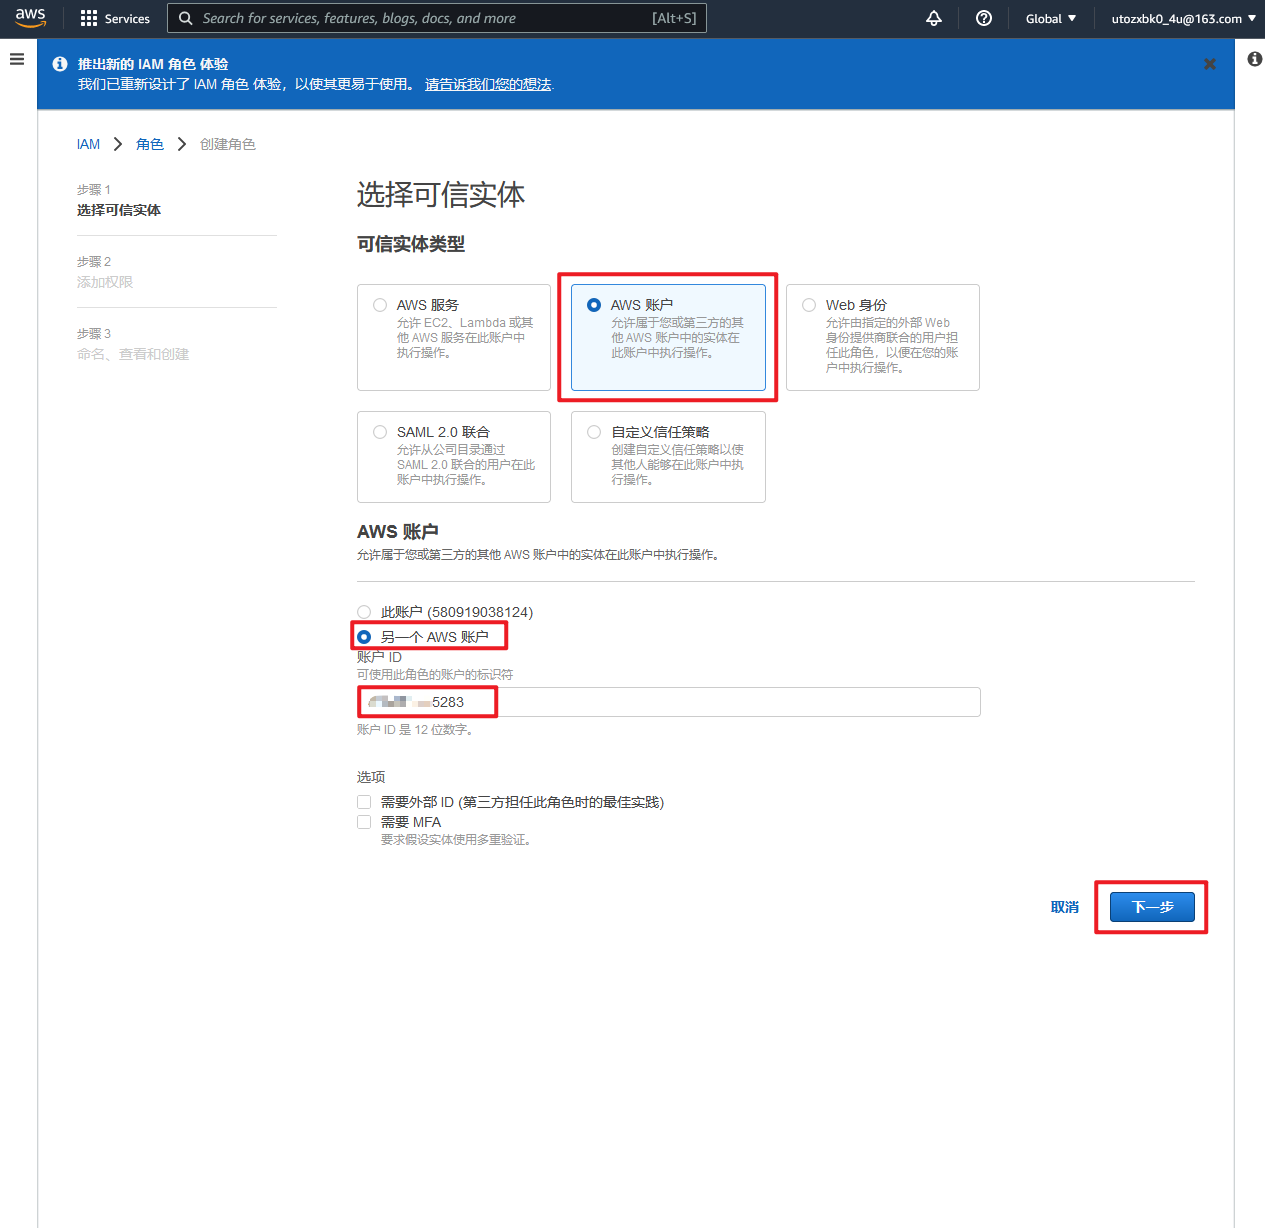 aws
Services
Search for services, features, blogs, docs, and more
[Alt+S]
Global
utozxbk0_4u@163.com
推出新的 IAM 角色 体验
我们已重新设计了 IAM 角色 体验，以使其更易于使用。 请告诉我们您的想法.
IAM
角色
创建角色
步骤 1
选择可信实体
步骤 2
添加权限
步骤 3
命名、查看和创建
选择可信实体
可信实体类型
AWS 服务
允许 EC2、Lambda 或其
他 AWS 服务在此账户中
执行操作。
AWS 账户
允许属于您或第三方的其
他 AWS 账户中的实体在
此账户中执行操作。
Web 身份
允许由指定的外部 Web
身份提供商联合的用户担
任此角色，以便在您的账
户中执行操作。
SAML 2.0 联合
允许从公司目录通过
SAML 2.0 联合的用户在此
账户中执行操作。
自定义信任策略
创建自定义信任策略以使
其他人能够在此账户中执
行操作。
AWS 账户
允许属于您或第三方的其他 AWS 账户中的实体在此账户中执行操作。
此账户 (580919038124)
另一个 AWS 账户
账户 ID
可使用此角色的账户的标识符
5283
账户 ID 是 12 位数字。
选项
需要外部 ID (第三方担任此角色时的最佳实践)
需要 MFA
要求假设实体使用多重验证。
取消
下一步